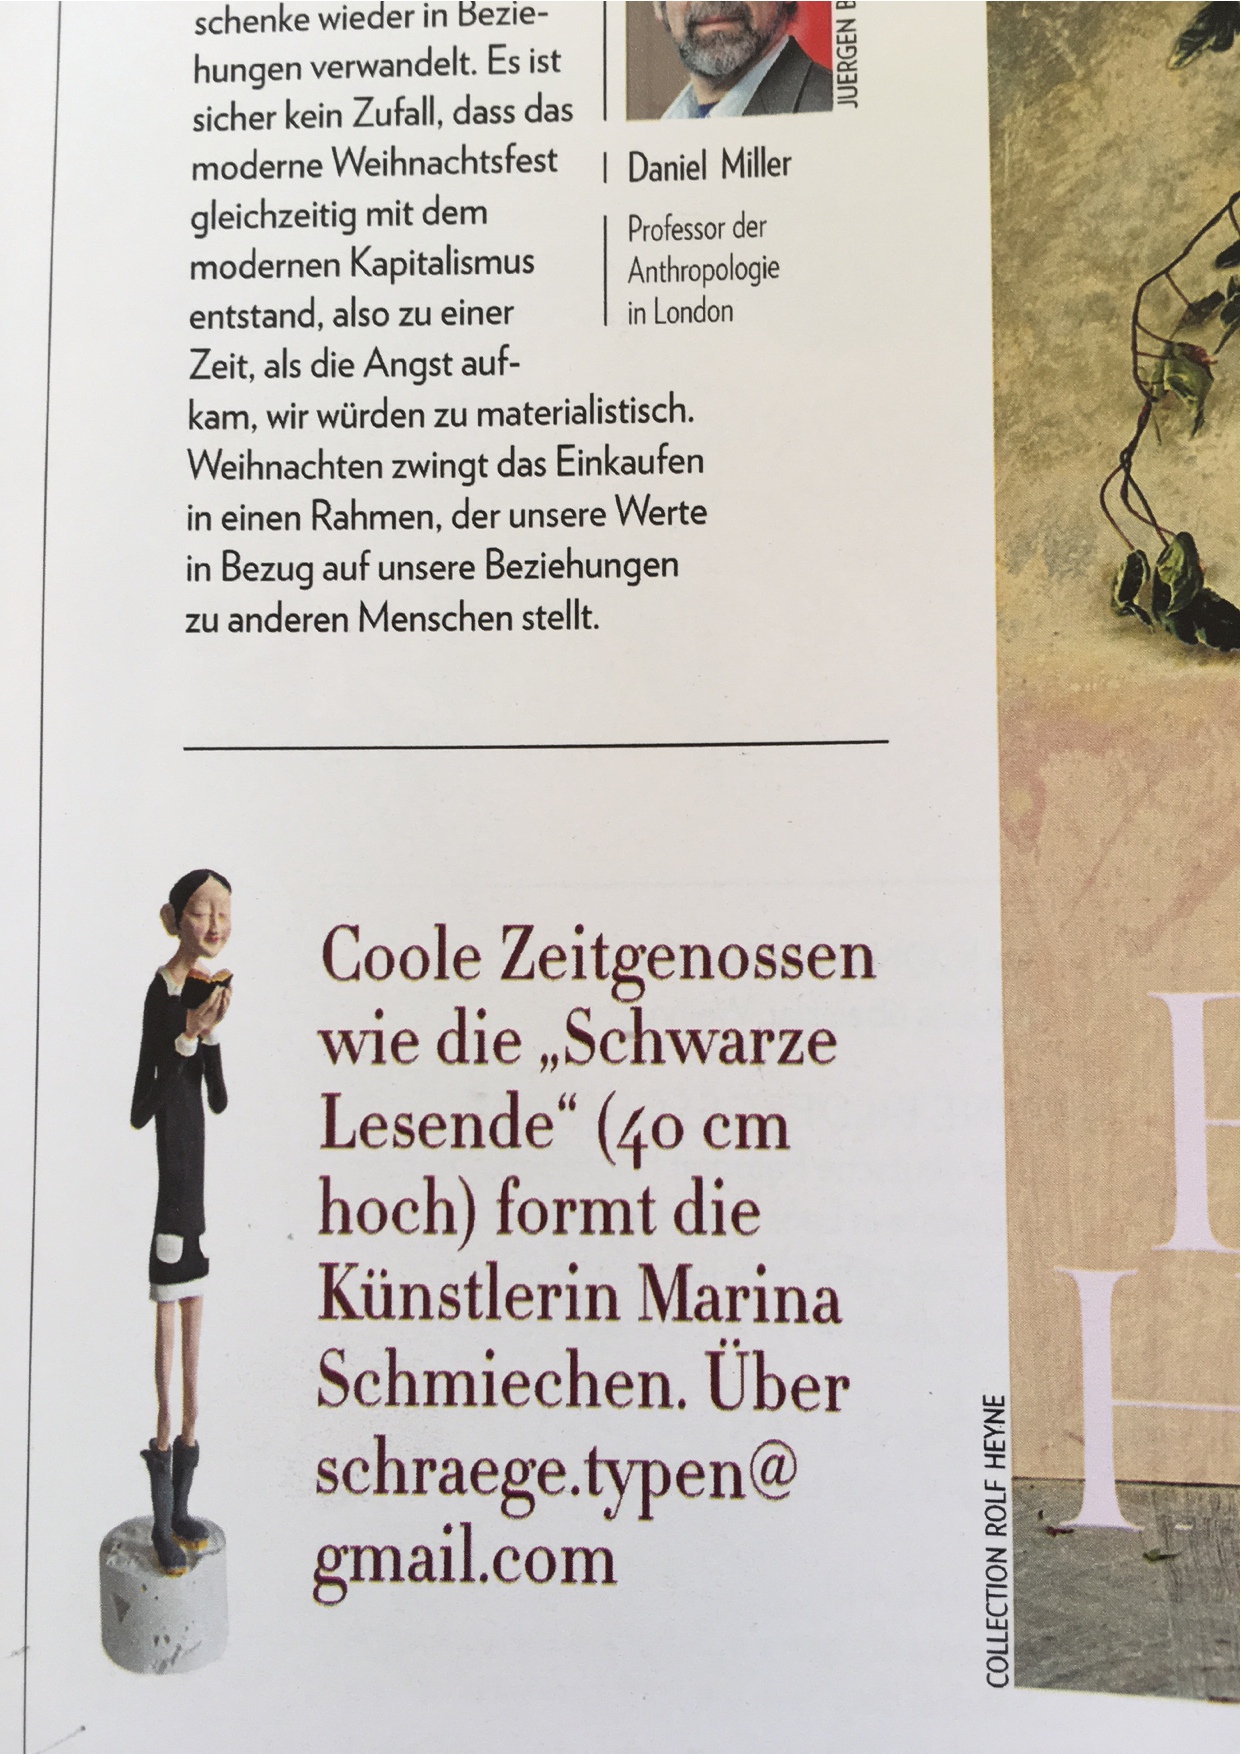 schenke wieder in Bezie-
hungen verwandelt. Es ist
sicher kein Zufall, dass das
moderne Weihnachtsfest
gleichzeitig mit dem
modernen Kapitalismus
entstand, also zu einer
Zeit, als die Angst auf-
kam, wir würden zu materialistisch.
Weihnachten zwingt das Einkaufen
in einen Rahmen, der unsere Werte
in Bezug auf unsere Beziehungen
zu anderen Menschen stellt.
JUERGEN B
Daniel Miller
Professor der
Anthropologie
in London
Coole Zeitgenossen
wie die „Schwarze
Lesende“ (40 cm
hoch) formt die
Künstlerin Marina
Schmiechen. Über
schraege.typen@
gmail.com
COLLECTION ROLF HEYNE
H